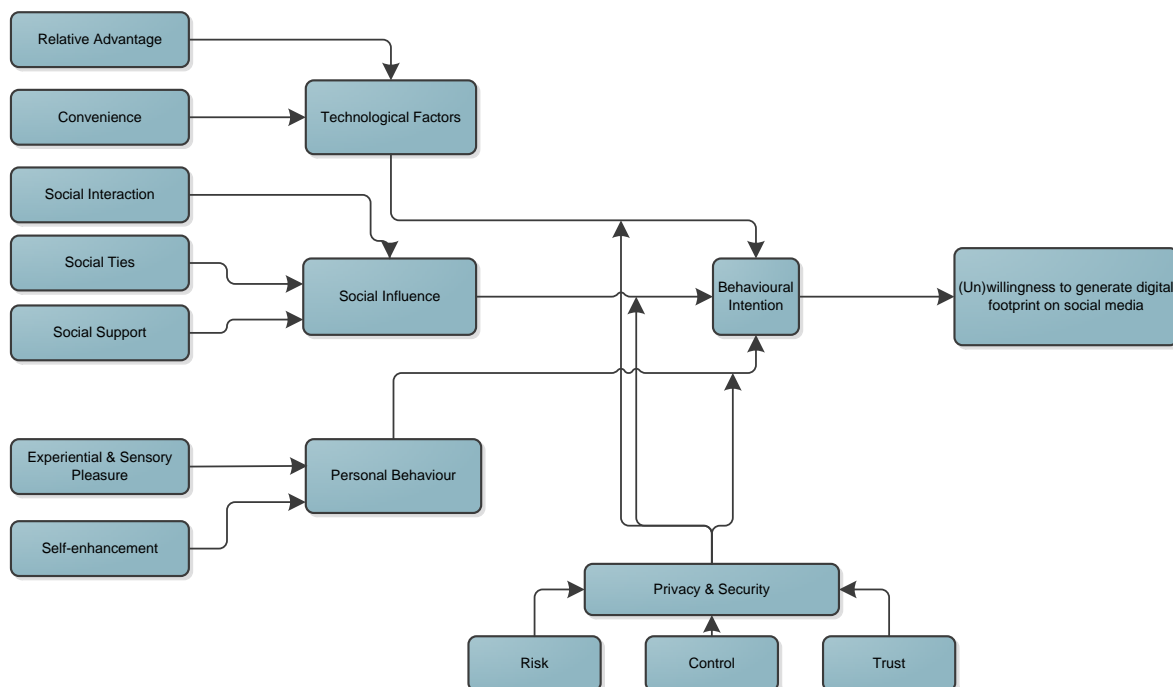 Relative Advantage
Convenience
Technological Factors
Social Interaction
Social Ties
Social Support
Social Influence
Behavioural
Intention
(Un)willingness to generate digital
footprint on social media
Experiential & Sensory
Pleasure
Self-enhancement
Personal Behaviour
Privacy & Security
Risk
Control
Trust